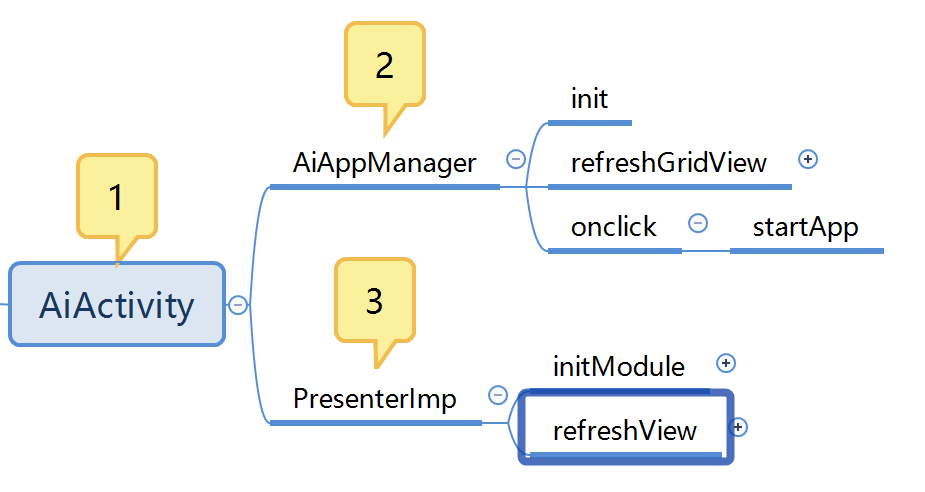 1
AiActivity
2
AiAppManager
init
refreshGridView
onclick
startApp
3
PresenterImp
initModule
refreshView